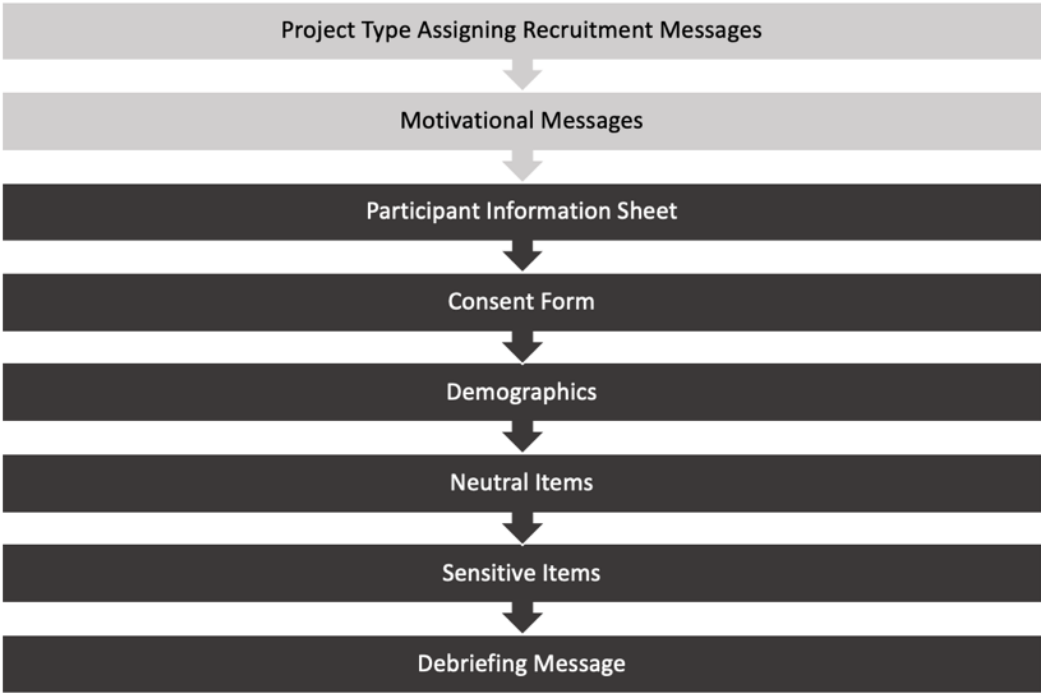 Project Type Assigning Recruitment Messages
Motivational Messages
Participant Information Sheet
Consent Form
Demographics
Neutral Items
Sensitive Items
Debriefing Message